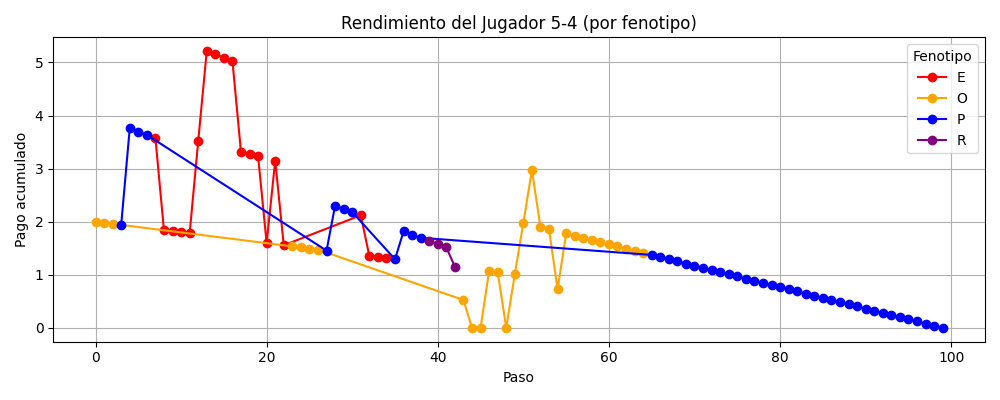 Rendimiento del Jugador 5-4 (por fenotipo)
Pago acumulado
5
4
3
2
1
0
Fenotipo
E
O
P
R
0 20 40 60 80 100
Paso